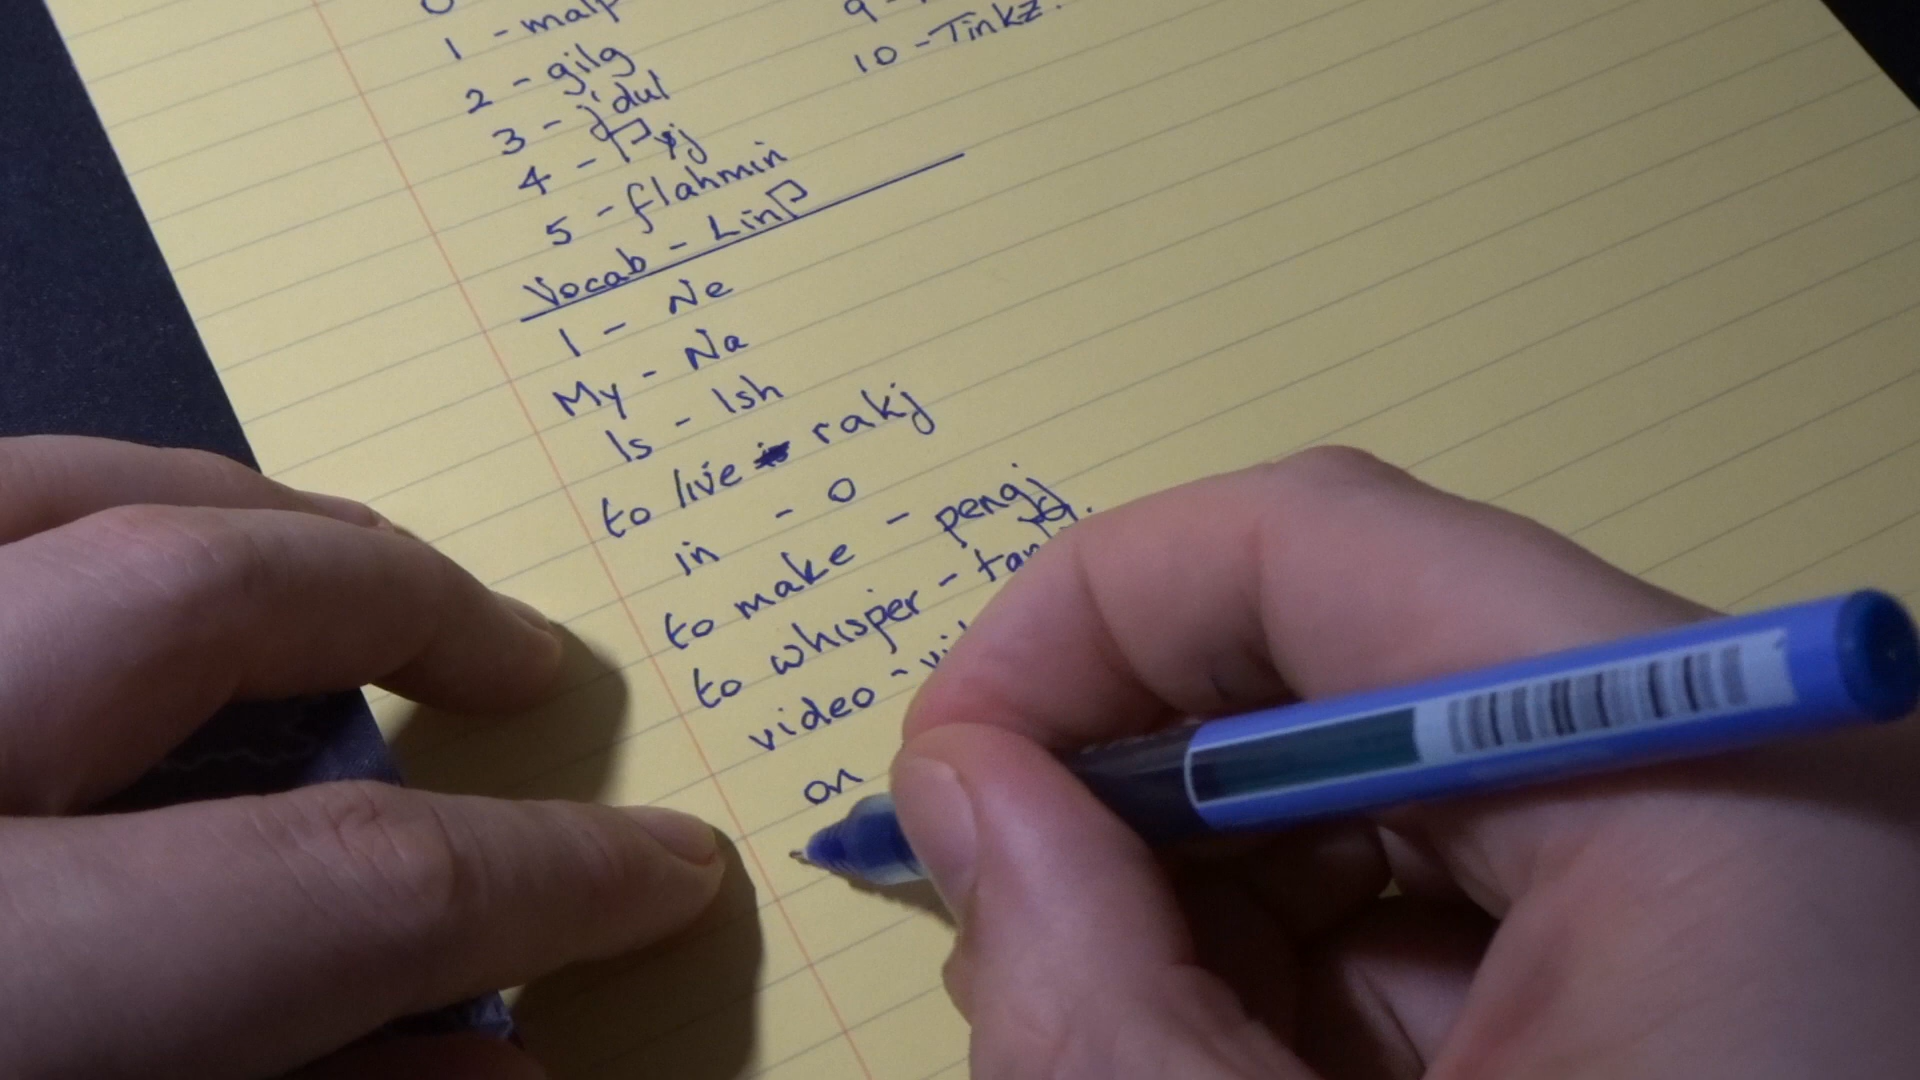 1 - malp
10 - Tinkz.
2 - gilg
3 - j'dul
4 -
5 - flahmin
Vocab - Lin
I - Ne
My - Na
Is - Ish
to live rakj
in - o
to make - pengj
to whisper -
video -
on